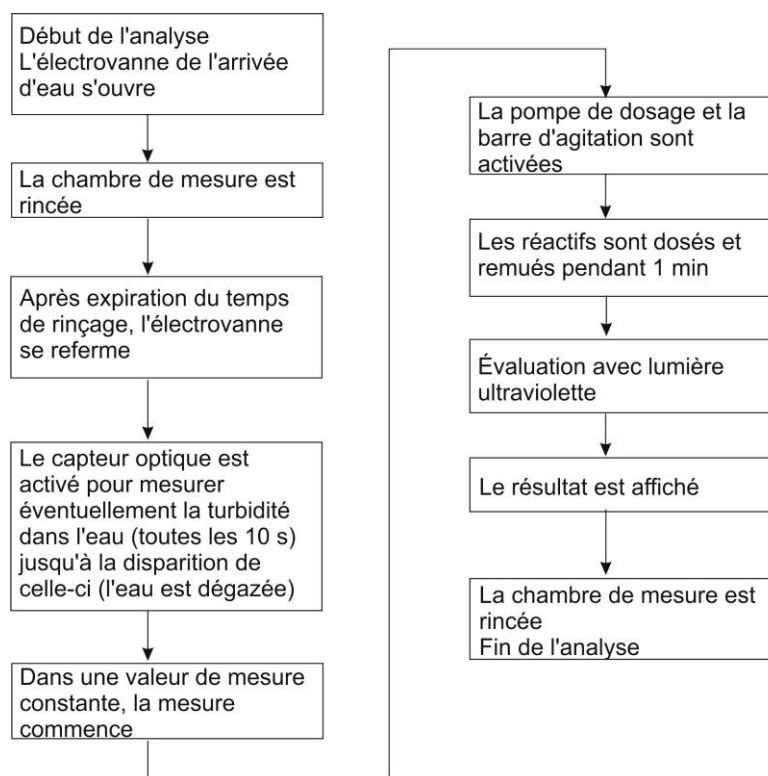 Début de l'analyse
L'électrovanne de l'arrivée
d'eau s'ouvre
La chambre de mesure est
rincée
Après expiration du temps
de rinçage, l'électrovanne
se referme
Le capteur optique est
activé pour mesurer
éventuellement la turbidité
dans l'eau (toutes les 10 s)
jusqu'à la disparition de
celle-ci (l'eau est dégazée)
Dans une valeur de mesure
constante, la mesure
commence
La pompe de dosage et la
barre d'agitation sont
activées
Les réactifs sont dosés et
remués pendant 1 min
Évaluation avec lumière
ultraviolette
Le résultat est affiché
La chambre de mesure est
rincée
Fin de l'analyse